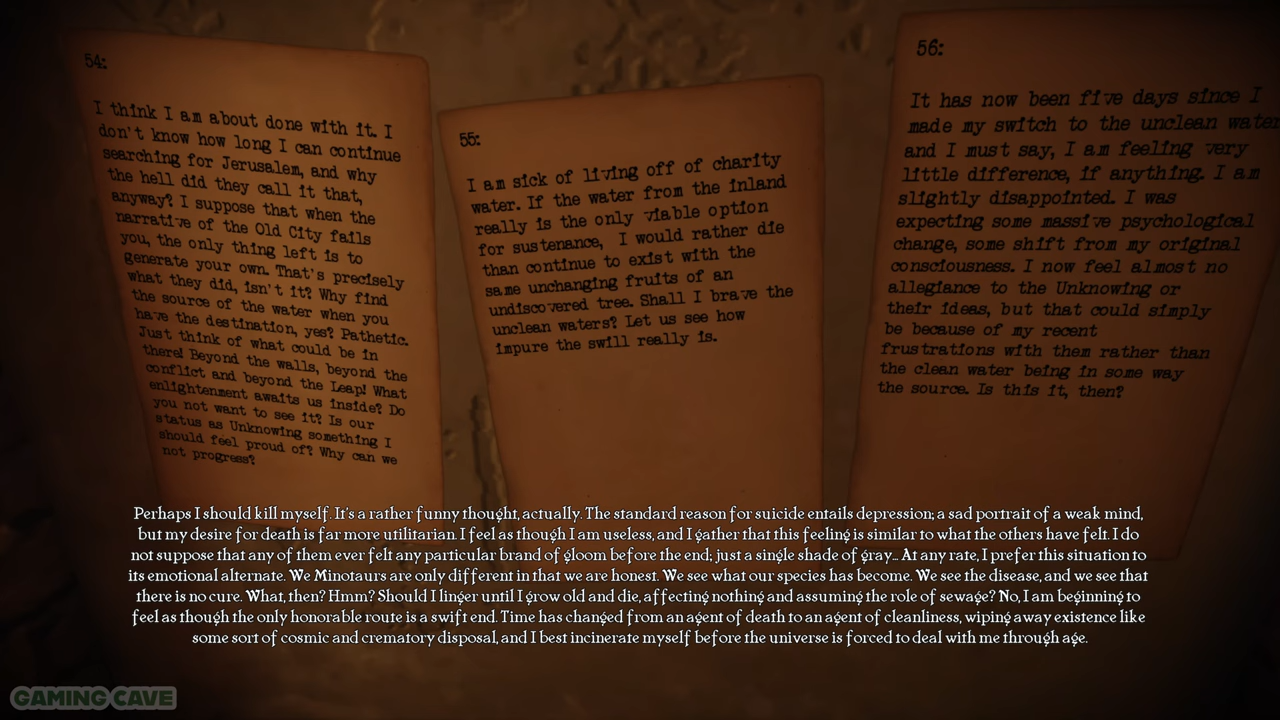 54:
I think I am about done with it. I
don't know how long I can continue
searching for Jerusalem, and why
the hell did they call it that,
anyway? I suppose that when the
narrative of the Old City fails
you, the only thing left is to
generate your own. That's precisely
what they did, isn't it? Why find
the source of the water when you
have the destination, yes? Pathetic.
Just think of what could be in
there! Beyond the walls, beyond the
conflict and beyond the Leap! What
enlightenment awaits us inside? Do
you not want to see it? Is our
status as Unknowing something I
should feel proud of? Why can we
not progress?
55:
I am sick of living off of charity
water. If the water from the inland
really is the only viable option
for sustenance, I would rather die
than continue to exist with the
same unchanging fruits of an
undiscovered tree. Shall I brave the
unclean waters? Let us see how
impure the swill really is.
56:
It has now been five days since I
made my switch to the unclean water
and I must say, I am feeling very
little difference, if anything. I am
slightly disappointed. I was
expecting some massive psychological
change, some shift from my original
consciousness. I now feel almost no
allegiance to the Unknowing or
their ideas, but that could simply
be because of my recent
frustrations with them rather than
the clean water being in some way
the source. Is this it, then?
Perhaps I should kill myself. It's a rather funny thought, actually. The standard reason for suicide entails depression; a sad portrait of a weak mind,
but my desire for death is far more utilitarian. I feel as though I am useless, and I gather that this feeling is similar to what the others have felt. I do
not suppose that any of them ever felt any particular brand of gloom before the end; just a single shade of gray... At any rate, I prefer this situation to
its emotional alternate. We Minotaurs are only different in that we are honest. We see what our species has become. We see the disease, and we see that
there is no cure. What, then? Hmm? Should I linger until I grow old and die, affecting nothing and assuming the role of sewage? No, I am beginning to
feel as though the only honorable route is a swift end. Time has changed from an agent of death to an agent of cleanliness, wiping away existence like
some sort of cosmic and crematory disposal, and I best incinerate myself before the universe is forced to deal with me through age.
GAMING CAVE